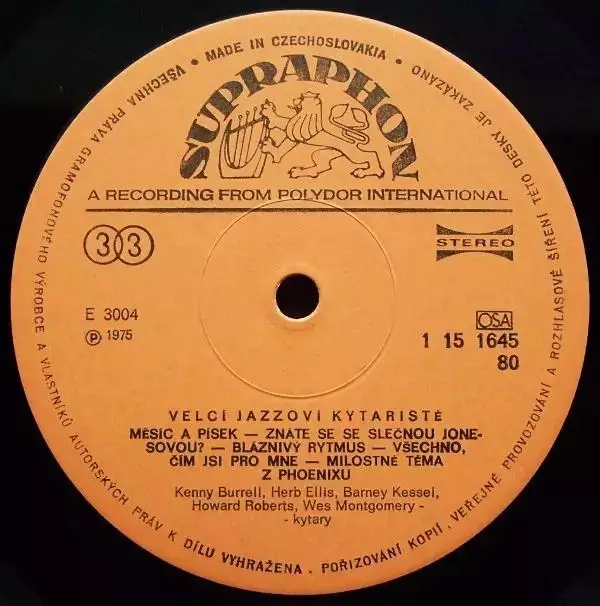 VŠECHNA PRÁVA GRAMOFONOVÉHO VÝROBCE A VLASTNÍKŮ AUTORSKÝCH PRÁV K DÍLU VYHRAŽENA. POŘIZOVÁNÍ KOPIÍ, VEŘEJNÉ PROVOZOVÁNÍ A ROZHLASOVÉ ŠÍŘENÍ TÉTO DESKY JE ZAKÁZÁNO • MADE IN CZECHOSLOVAKIA •
SUPRAPHON
A RECORDING FROM POLYDOR INTERNATIONAL
33
STEREO
E 3004
℗ 1975
OSA
1 15 1645
80
VELCÍ JAZZOVÍ KYTARISTÉ
MĚSÍC A PÍSEK — ZNÁTE SE SE SLEČNOU JONE-
SOVOU? — BLÁZNIVÝ RYTMUS — VŠECHNO,
ČÍM JSI PRO MNE — MILOSTNÉ TÉMA
Z PHOENIXU
Kenny Burrell, Herb Ellis, Barney Kessel,
Howard Roberts, Wes Montgomery -
- kytary